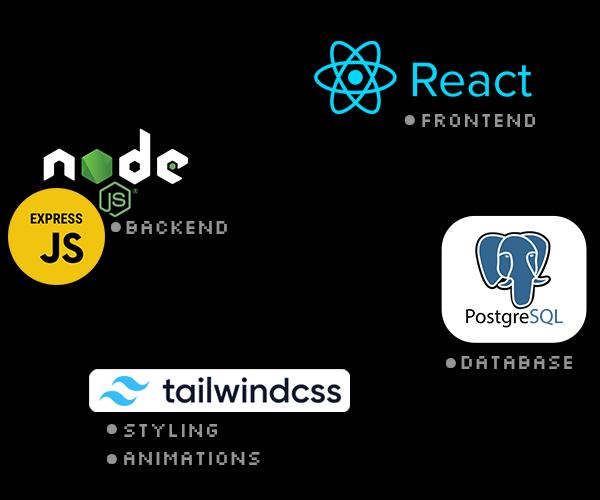 React
FRONTEND
node
JS
®
EXPRESS
JS
BACKEND
PostgreSQL
DATABASE
tailwindcss
STYLING
ANIMATIONS